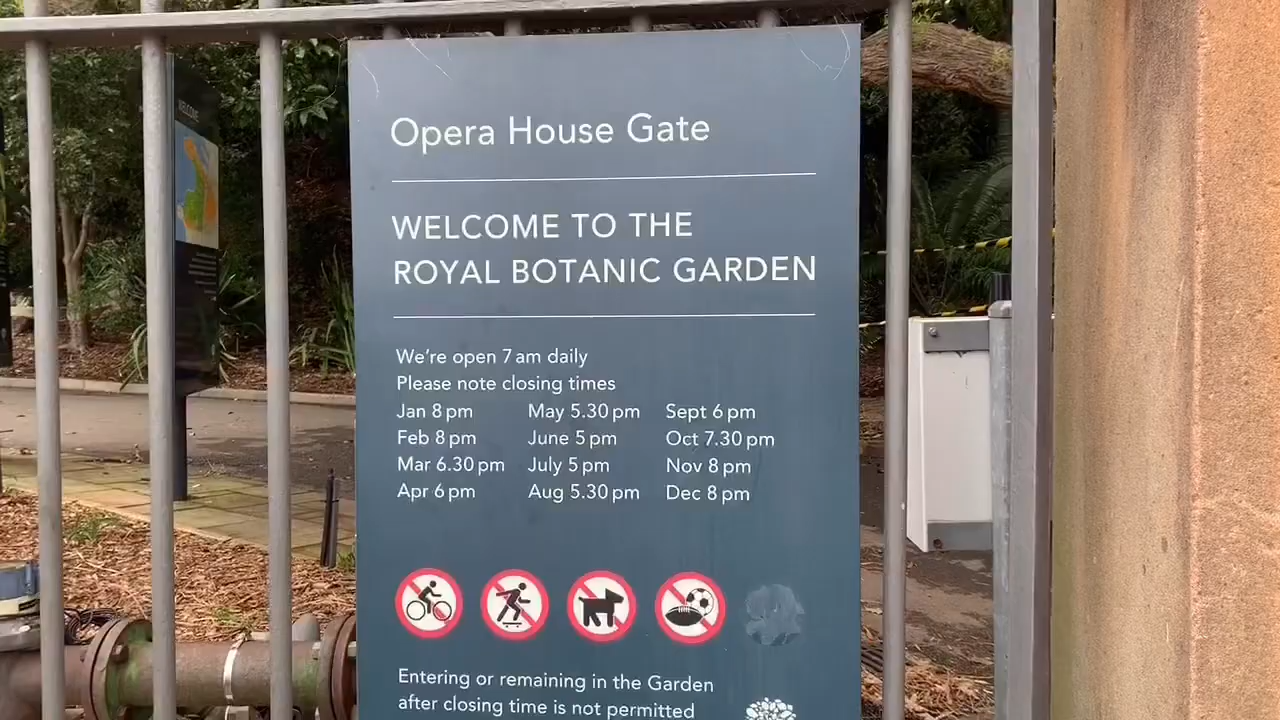 WELCOME
Opera House Gate
WELCOME TO THE
ROYAL BOTANIC GARDEN
We're open 7 am daily
Please note closing times
Jan 8 pm May 5.30 pm Sept 6 pm
Feb 8 pm June 5 pm Oct 7.30 pm
Mar 6.30 pm July 5 pm Nov 8 pm
Apr 6 pm Aug 5.30 pm Dec 8 pm
Entering or remaining in the Garden
after closing time is not permitted